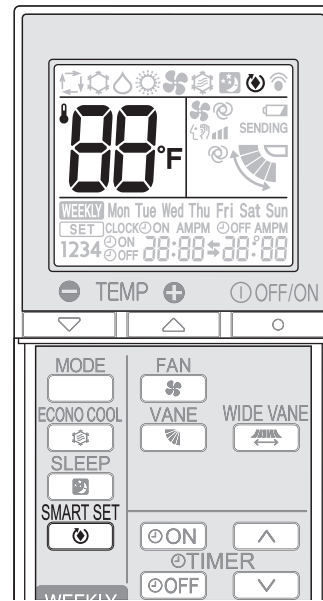 88°F
SENDING
WEEKLY Mon Tue Wed Thu Fri Sat Sun
SET CLOCK ON AMPM OFF AMPM
1234 ON OFF 28:88 28:88
TEMP OFF/ON
MODE FAN
ECONO COOL VANE WIDE VANE
SLEEP
SMART SET
ON
TIMER
OFF
WEEKLY